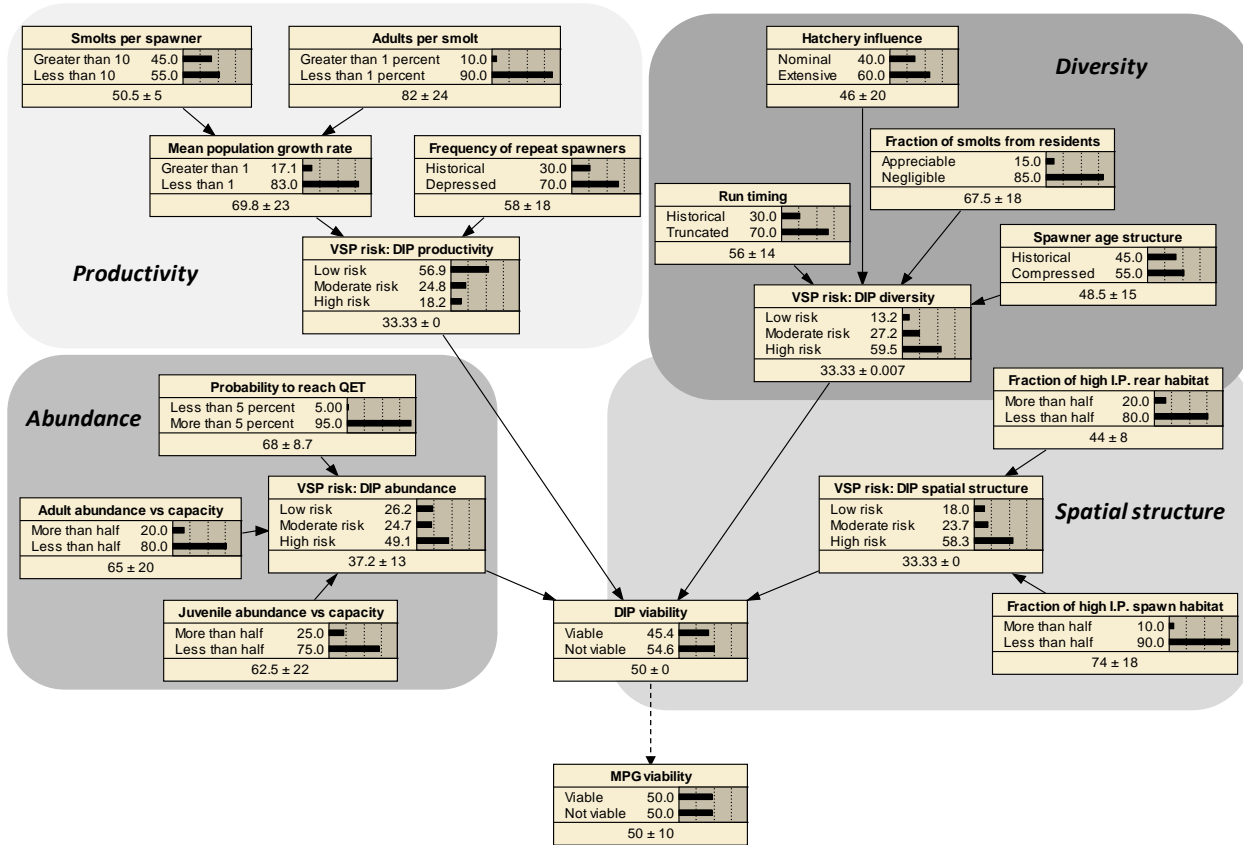 Smolts per spawner
Greater than 10 45.0
Less than 10 55.0
50.5 ± 5
Adults per smolt
Greater than 1 percent 10.0
Less than 1 percent 90.0
82 ± 24
Mean population growth rate
Greater than 1 17.1
Less than 1 83.0
69.8 ± 23
Frequency of repeat spawners
Historical 30.0
Depressed 70.0
58 ± 18
VSP risk: DIP productivity
Low risk 56.9
Moderate risk 24.8
High risk 18.2
33.33 ± 0
Productivity
Hatchery influence
Nominal 40.0
Extensive 60.0
46 ± 20
Diversity
Fraction of smolts from residents
Appreciable 15.0
Negligible 85.0
67.5 ± 18
Run timing
Historical 30.0
Truncated 70.0
56 ± 14
Spawner age structure
Historical 45.0
Compressed 55.0
48.5 ± 15
VSP risk: DIP diversity
Low risk 13.2
Moderate risk 27.2
High risk 59.5
33.33 ± 0.007
Abundance
Probability to reach QET
Less than 5 percent 5.00
More than 5 percent 95.0
68 ± 8.7
Adult abundance vs capacity
More than half 20.0
Less than half 80.0
65 ± 20
VSP risk: DIP abundance
Low risk 26.2
Moderate risk 24.7
High risk 49.1
37.2 ± 13
Juvenile abundance vs capacity
More than half 25.0
Less than half 75.0
62.5 ± 22
Fraction of high I.P. rear habitat
More than half 20.0
Less than half 80.0
44 ± 8
VSP risk: DIP spatial structure
Low risk 18.0
Moderate risk 23.7
High risk 58.3
33.33 ± 0
Spatial structure
Fraction of high I.P. spawn habitat
More than half 10.0
Less than half 90.0
74 ± 18
DIP viability
Viable 45.4
Not viable 54.6
50 ± 0
MPG viability
Viable 50.0
Not viable 50.0
50 ± 10